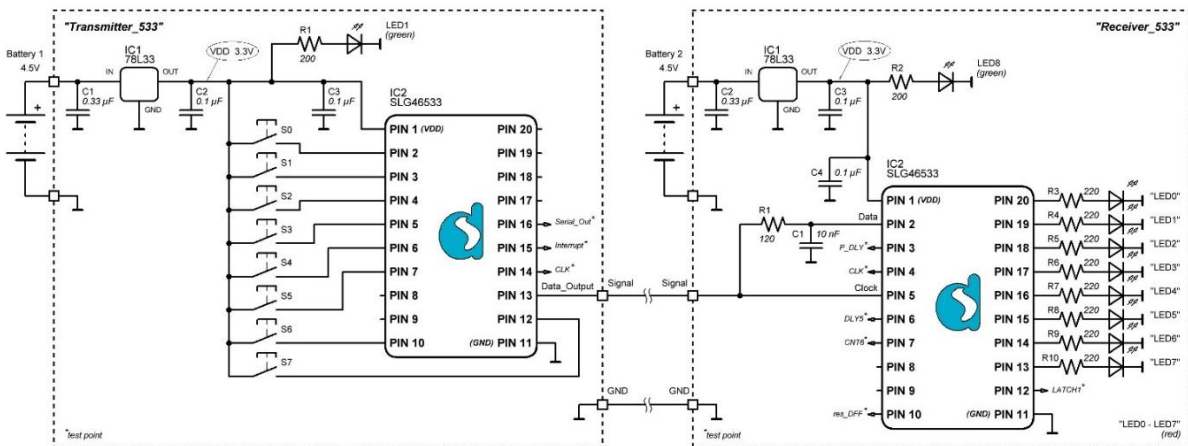 "Transmitter_533"
Battery 1
4.5V
C1
0.33 µF
IC1
78L33
IN
OUT
GND
C2
0.1 µF
VDD 3.3V
R1
200
LED1
(green)
C3
0.1 µF
IC2
SLG46533
S0
S1
S2
S3
S4
S5
S6
S7
PIN 1 (VDD)
PIN 2
PIN 3
PIN 4
PIN 5
PIN 6
PIN 7
PIN 8
PIN 9
PIN 10
PIN 20
PIN 19
PIN 18
PIN 17
PIN 16
PIN 15
PIN 14
PIN 13
PIN 12
(GND) PIN 11
Serial_Out*
Interrupt*
CLK*
Data_Output
Signal
GND
*test point
"Receiver_533"
Battery 2
4.5V
C2
0.33 µF
IC1
78L33
IN
OUT
GND
C3
0.1 µF
VDD 3.3V
R2
200
LED8
(green)
C4
0.1 µF
IC2
SLG46533
R1
120
C1
10 nF
Data
P_DLY*
CLK*
Clock
DLY5*
CNT6*
res_DFF*
Signal
GND
PIN 1 (VDD)
PIN 2
PIN 3
PIN 4
PIN 5
PIN 6
PIN 7
PIN 8
PIN 9
PIN 10
PIN 20
PIN 19
PIN 18
PIN 17
PIN 16
PIN 15
PIN 14
PIN 13
PIN 12
(GND) PIN 11
R3 220 "LED0"
R4 220 "LED1"
R5 220 "LED2"
R6 220 "LED3"
R7 220 "LED4"
R8 220 "LED5"
R9 220 "LED6"
R10 220 "LED7"
LATCH1*
"LED0 - LED7"
(red)
*test point